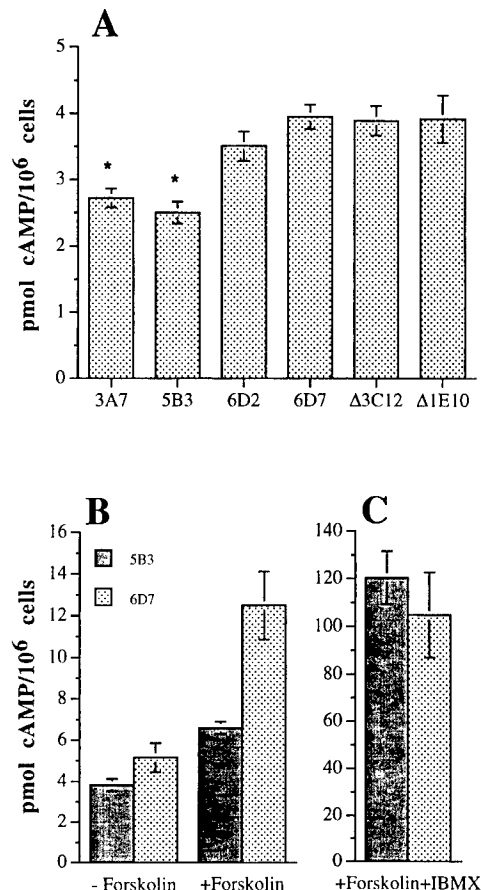 A
pmol cAMP/10⁶ cells
5
4
3
2
1
0
* *
3A7 5B3 6D2 6D7 Δ3C12 Δ1E10
B
pmol cAMP/10⁶ cells
16
14
12
10
8
6
4
2
0
5B3
6D7
- Forskolin +Forskolin
C
140
120
100
80
60
40
20
0
+Forskolin+IBMX